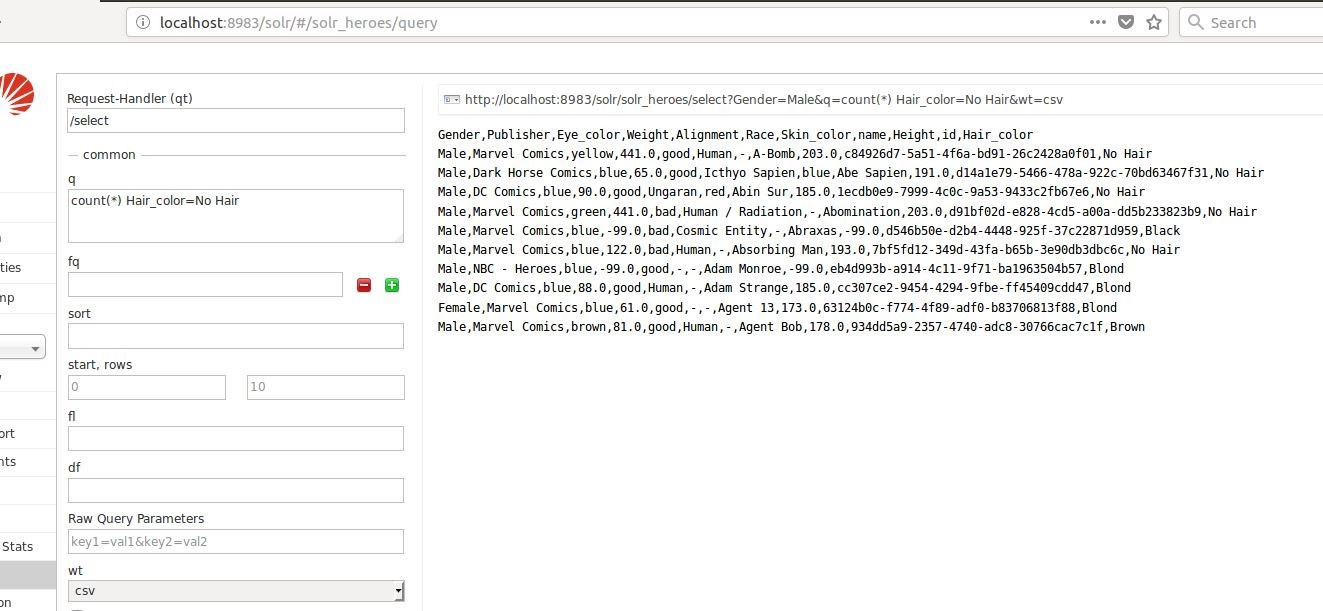 localhost:8983/solr/#/solr_heroes/query
Search
Request-Handler (qt)
/select
common
q
count(*) Hair_color=No Hair
fq
sort
start, rows
0
10
fl
df
Raw Query Parameters
key1=val1&key2=val2
wt
csv
ties
mp
ort
nts
Stats
on
http://localhost:8983/solr/solr_heroes/select?Gender=Male&q=count(*) Hair_color=No Hair&wt=csv
Gender,Publisher,Eye_color,Weight,Alignment,Race,Skin_color,name,Height,id,Hair_color
Male,Marvel Comics,yellow,441.0,good,Human,-,A-Bomb,203.0,c84926d7-5a51-4f6a-bd91-26c2428a0f01,No Hair
Male,Dark Horse Comics,blue,65.0,good,Icthyo Sapien,blue,Abe Sapien,191.0,d14a1e79-5466-478a-922c-70bd63467f31,No Hair
Male,DC Comics,blue,90.0,good,Ungaran,red,Abin Sur,185.0,1ecdb0e9-7999-4c0c-9a53-9433c2fb67e6,No Hair
Male,Marvel Comics,green,441.0,bad,Human / Radiation,-,Abomination,203.0,d91bf02d-e828-4cd5-a00a-dd5b233823b9,No Hair
Male,Marvel Comics,blue,-99.0,bad,Cosmic Entity,-,Abraxas,-99.0,d546b50e-d2b4-4448-925f-37c22871d959,Black
Male,Marvel Comics,blue,122.0,bad,Human,-,Absorbing Man,193.0,7bf5fd12-349d-43fa-b65b-3e90db3dbc6c,No Hair
Male,NBC - Heroes,blue,-99.0,good,-,-,Adam Monroe,-99.0,eb4d993b-a914-4c11-9f71-ba1963504b57,Blond
Male,DC Comics,blue,88.0,good,Human,-,Adam Strange,185.0,cc307ce2-9454-4294-9fbe-ff45409cdd47,Blond
Female,Marvel Comics,blue,61.0,good,-,-,Agent 13,173.0,63124b0c-f774-4f89-adf0-b83706813f88,Blond
Male,Marvel Comics,brown,81.0,good,Human,-,Agent Bob,178.0,934dd5a9-2357-4740-adc8-30766cac7c1f,Brown